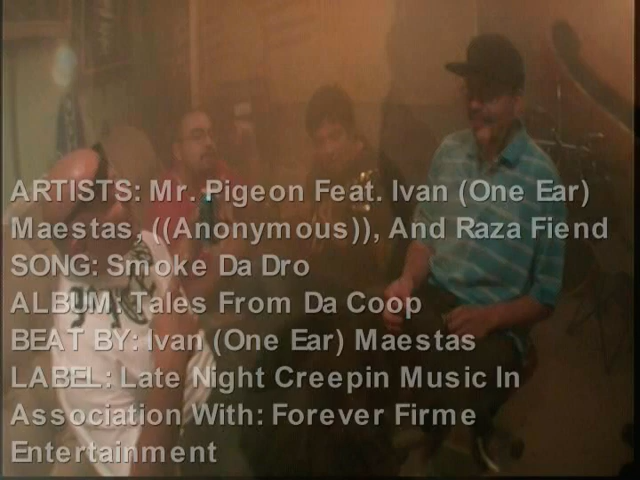 ARTISTS: Mr. Pigeon Feat. Ivan (One Ear)
Maestas, ((Anonymous)), And Raza Fiend
SONG: Smoke Da Dro
ALBUM: Tales From Da Coop
BEAT BY: Ivan (One Ear) Maestas
LABEL: Late Night Creepin Music In
Association With: Forever Firme
Entertainment